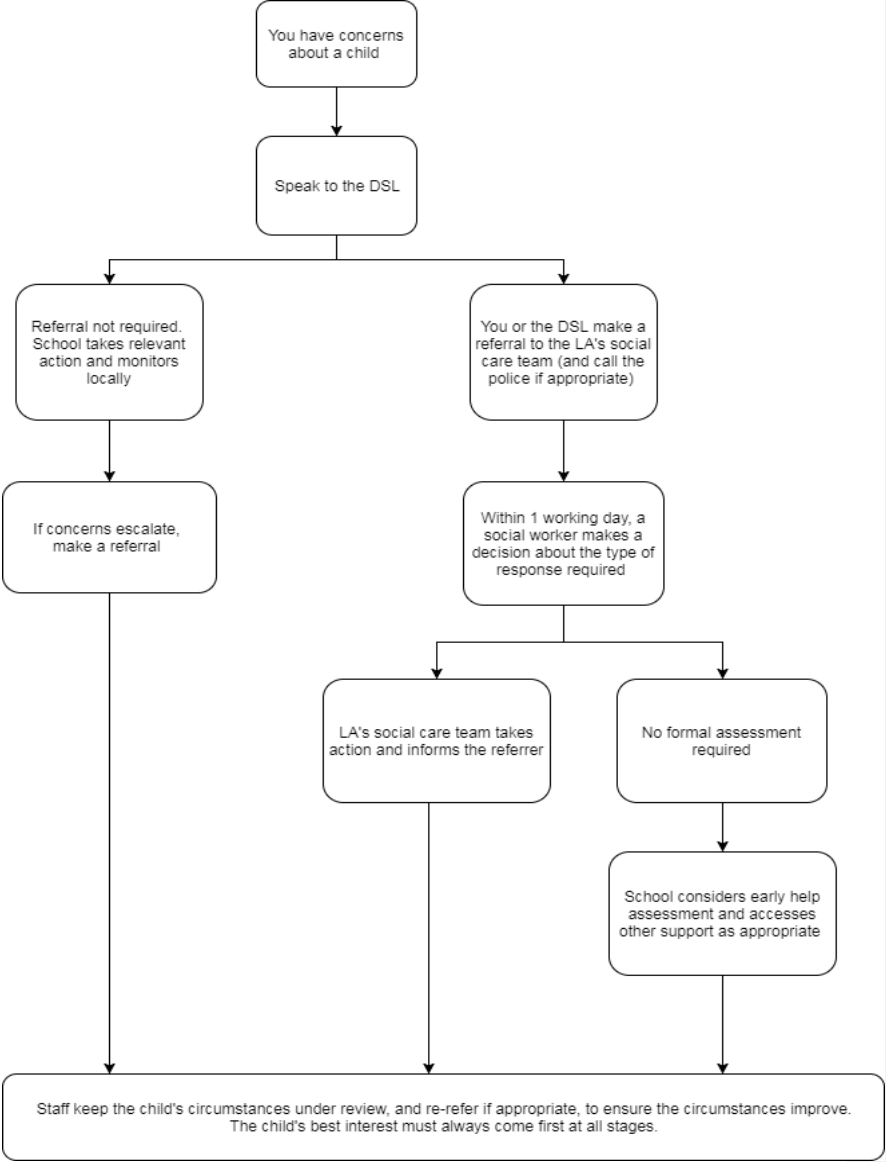 You have concerns
about a child
Speak to the DSL
Referral not required.
School takes relevant
action and monitors
locally
You or the DSL make a
referral to the LA's social
care team (and call the
police if appropriate)
If concerns escalate,
make a referral
Within 1 working day, a
social worker makes a
decision about the type of
response required
LA's social care team takes
action and informs the referrer
No formal assessment
required
School considers early help
assessment and accesses
other support as appropriate
Staff keep the child's circumstances under review, and re-refer if appropriate, to ensure the circumstances improve.
The child's best interest must always come first at all stages.